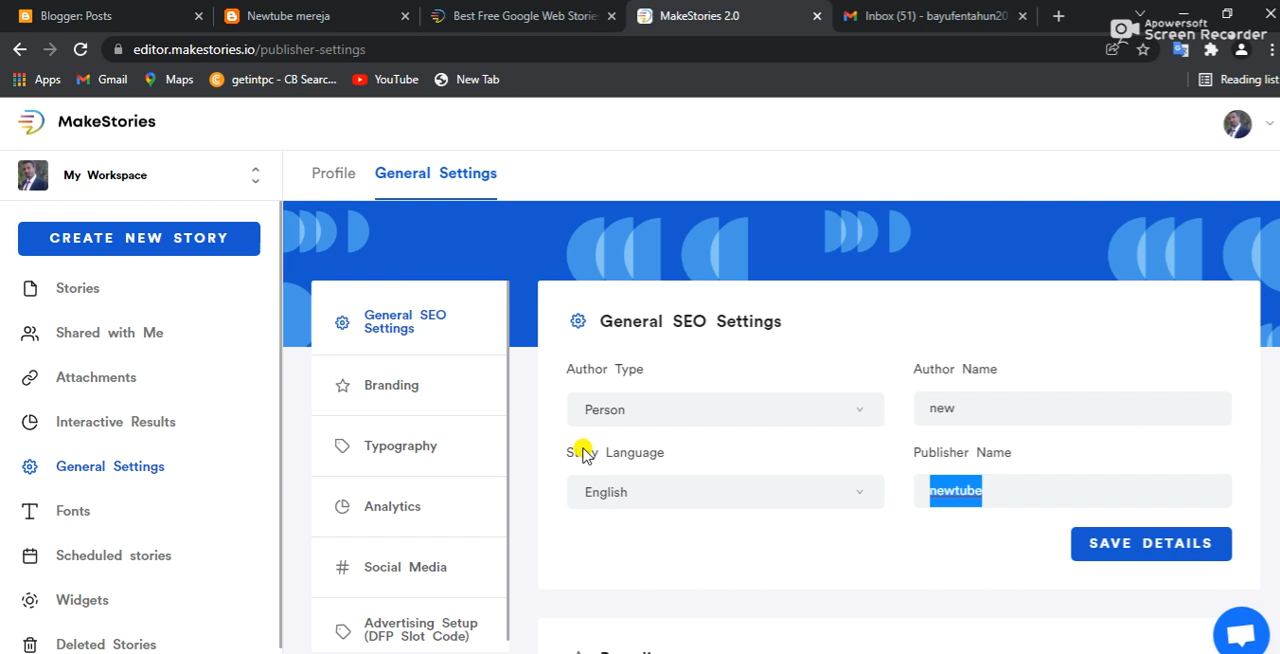 Blogger: Posts
Newtube mereja
Best Free Google Web Storie
MakeStories 2.0
Inbox (51) - bayufentahun20
Apowersoft
Screen Recorder
editor.makestories.io/publisher-settings
Apps
Gmail
Maps
getintpc - CB Searc...
YouTube
New Tab
Reading list
MakeStories
My Workspace
Profile
General Settings
CREATE NEW STORY
Stories
Shared with Me
Attachments
Interactive Results
General Settings
Fonts
Scheduled stories
Widgets
Deleted Stories
General SEO
Settings
Branding
Typography
Analytics
Social Media
Advertising Setup
(DFP Slot Code)
General SEO Settings
Author Type
Author Name
Person
new
Story Language
Publisher Name
English
newtube
SAVE DETAILS